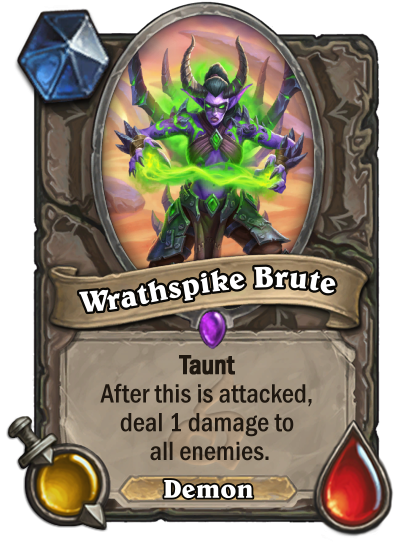 Wrathspike Brute
Taunt
After this is attacked,
deal 1 damage to
all enemies.
Demon